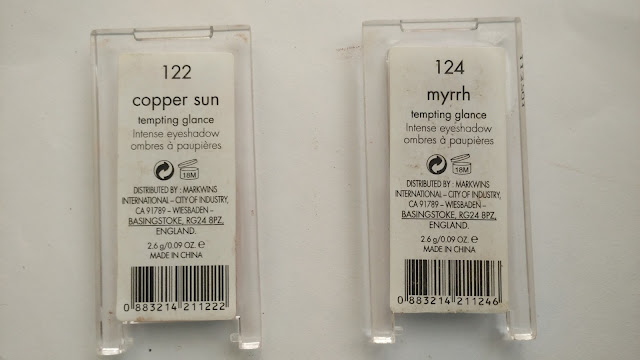 122
copper sun
tempting glance
Intense eyeshadow
ombres à paupières
18M
DISTRIBUTED BY : MARKWINS
INTERNATIONAL – CITY OF INDUSTRY,
CA 91789 – WIESBADEN –
BASINGSTOKE, RG24 8PZ,
ENGLAND.
2.6 g/0.09 OZ. e
MADE IN CHINA
0 883214 211222
124
myrrh
tempting glance
Intense eyeshadow
ombres à paupières
18M
DISTRIBUTED BY : MARKWINS
INTERNATIONAL – CITY OF INDUSTRY,
CA 91789 – WIESBADEN –
BASINGSTOKE, RG24 8PZ,
ENGLAND.
2.6 g/0.09 OZ. e
MADE IN CHINA
0 883214 211246